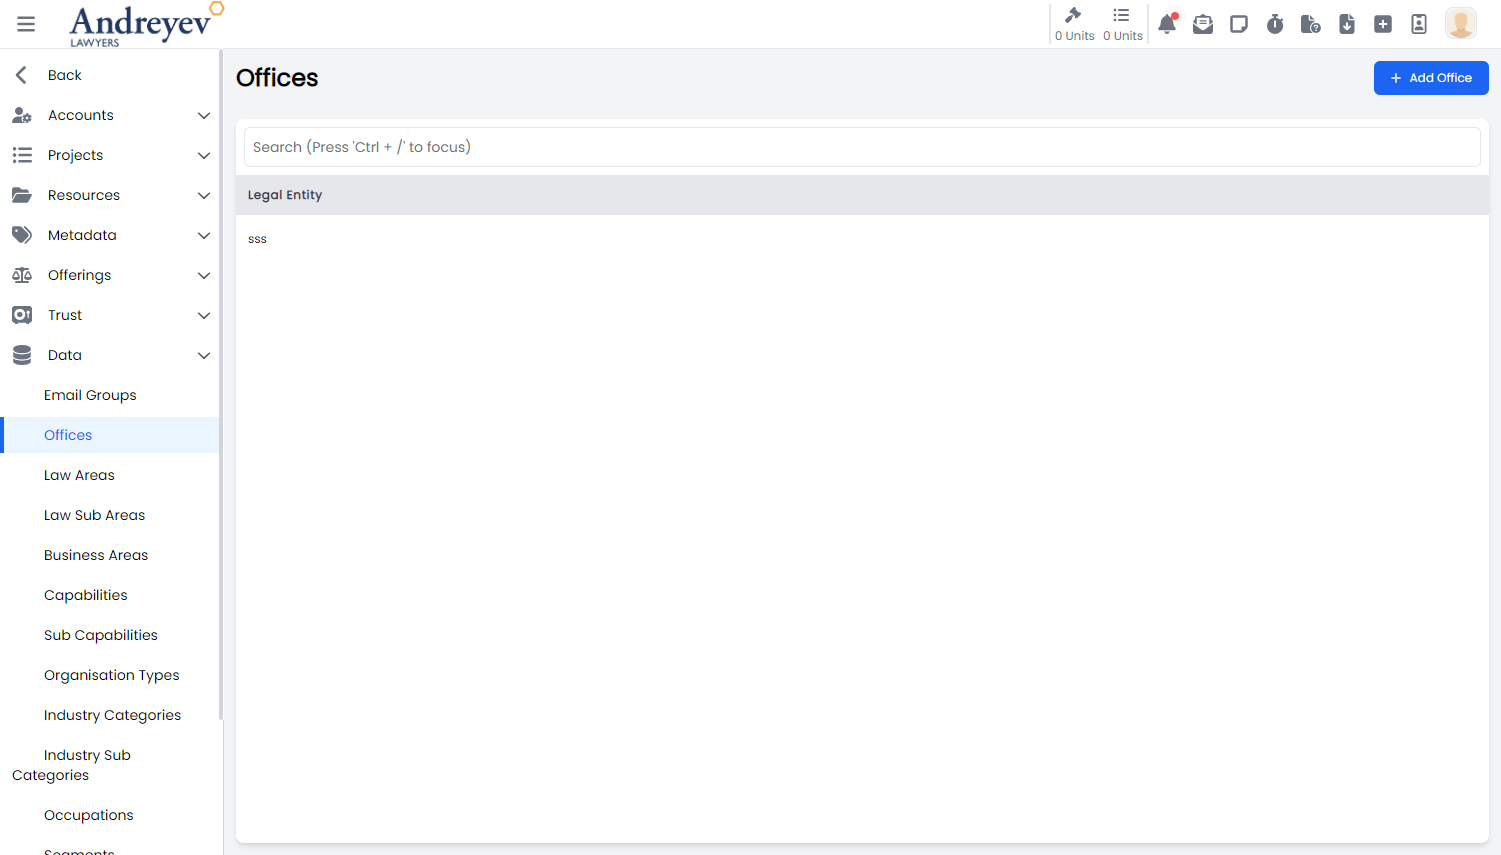 Andreyev
LAWYERS
0 Units
0 Units
Back
Accounts
Projects
Resources
Metadata
Offerings
Trust
Data
Email Groups
Offices
Law Areas
Law Sub Areas
Business Areas
Capabilities
Sub Capabilities
Organisation Types
Industry Categories
Industry Sub
Categories
Occupations
Segments
Offices
+ Add Office
Search (Press 'Ctrl + /' to focus)
Legal Entity
sss